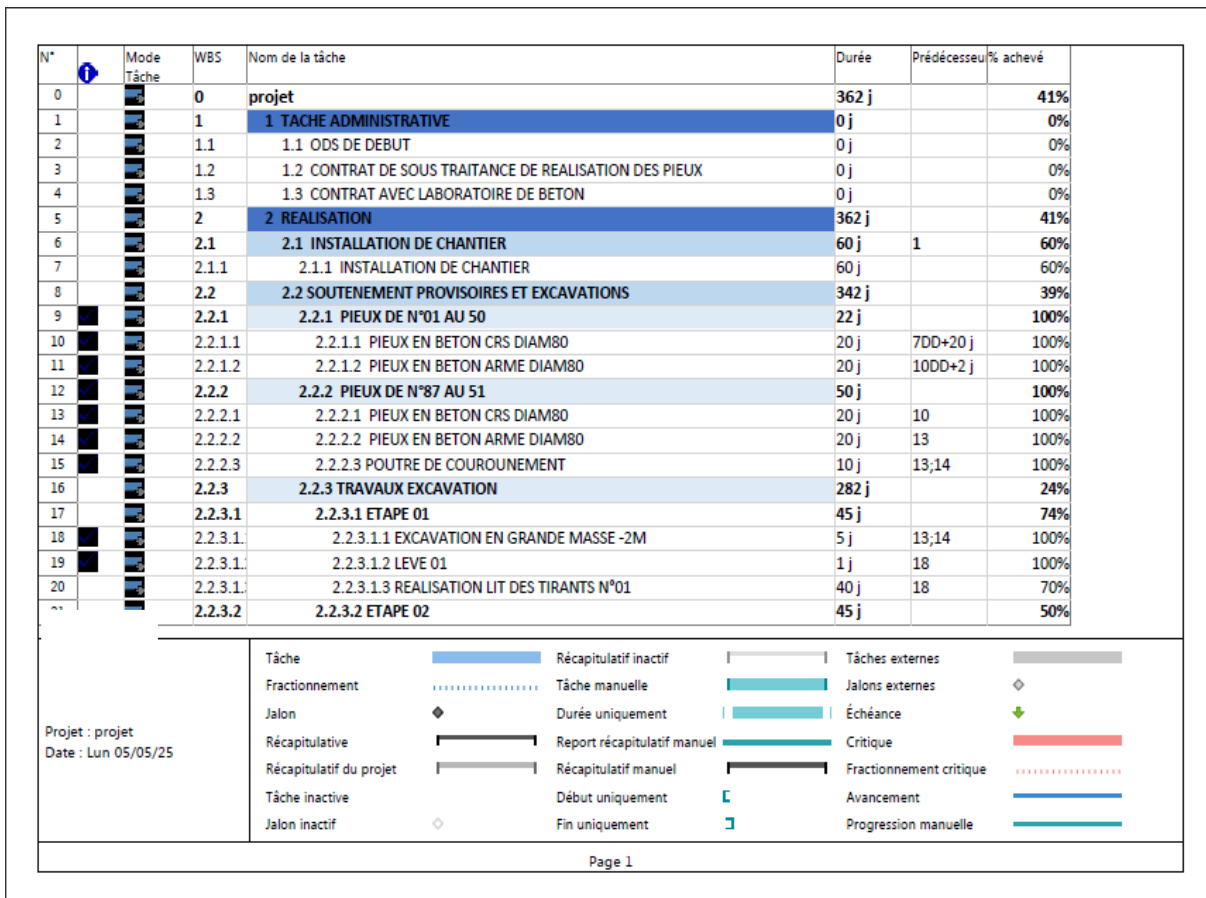 N° Mode Tâche WBS Nom de la tâche Durée Prédécesseu % achevé
0 0 projet 362 j 41%
1 1 1 TACHE ADMINISTRATIVE 0 j 0%
2 1.1 1.1 ODS DE DEBUT 0 j 0%
3 1.2 1.2 CONTRAT DE SOUS TRAITANCE DE REALISATION DES PIEUX 0 j 0%
4 1.3 1.3 CONTRAT AVEC LABORATOIRE DE BETON 0 j 0%
5 2 2 REALISATION 362 j 41%
6 2.1 2.1 INSTALLATION DE CHANTIER 60 j 1 60%
7 2.1.1 2.1.1 INSTALLATION DE CHANTIER 60 j 60%
8 2.2 2.2 SOUTENEMENT PROVISOIRES ET EXCAVATIONS 342 j 39%
9 2.2.1 2.2.1 PIEUX DE N°01 AU 50 22 j 100%
10 2.2.1.1 2.2.1.1 PIEUX EN BETON CRS DIAM80 20 j 7DD+20 j 100%
11 2.2.1.2 2.2.1.2 PIEUX EN BETON ARME DIAM80 20 j 10DD+2 j 100%
12 2.2.2 2.2.2 PIEUX DE N°87 AU 51 50 j 100%
13 2.2.2.1 2.2.2.1 PIEUX EN BETON CRS DIAM80 20 j 10 100%
14 2.2.2.2 2.2.2.2 PIEUX EN BETON ARME DIAM80 20 j 13 100%
15 2.2.2.3 2.2.2.3 POUTRE DE COUROUNEMENT 10 j 13;14 100%
16 2.2.3 2.2.3 TRAVAUX EXCAVATION 282 j 24%
17 2.2.3.1 2.2.3.1 ETAPE 01 45 j 74%
18 2.2.3.1. 2.2.3.1.1 EXCAVATION EN GRANDE MASSE -2M 5 j 13;14 100%
19 2.2.3.1. 2.2.3.1.2 LEVE 01 1 j 18 100%
20 2.2.3.1. 2.2.3.1.3 REALISATION LIT DES TIRANTS N°01 40 j 18 70%
2.2.3.2 2.2.3.2 ETAPE 02 45 j 50%
Projet : projet
Date : Lun 05/05/25
Tâche Récapitulatif inactif Tâches externes
Fractionnement Tâche manuelle Jalons externes
Jalon Durée uniquement Échéance
Récapitulative Report récapitulatif manuel Critique
Récapitulatif du projet Récapitulatif manuel Fractionnement critique
Tâche inactive Début uniquement Avancement
Jalon inactif Fin uniquement Progression manuelle
Page 1